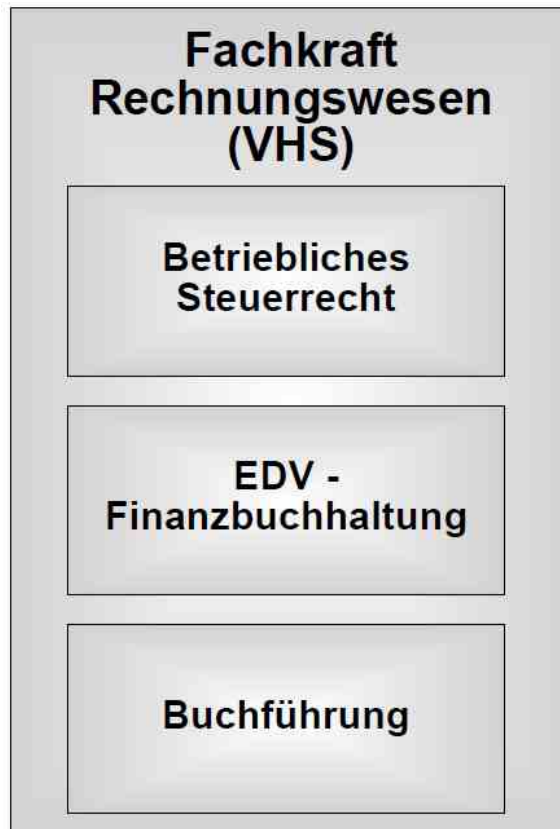 Fachkraft
Rechnungswesen
(VHS)
Betriebliches
Steuerrecht
EDV -
Finanzbuchhaltung
Buchführung